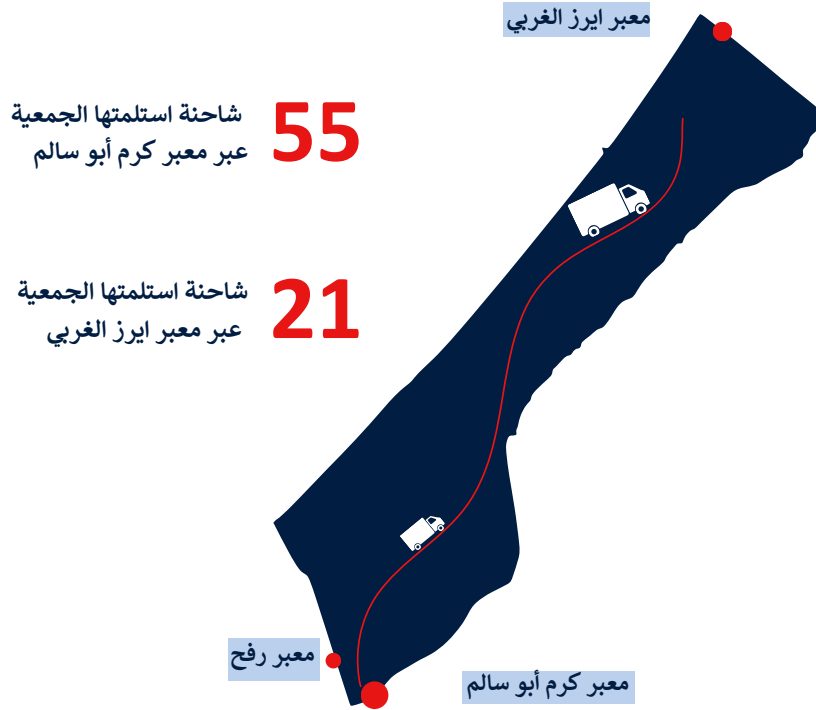 معبر ايرز الغربي
55
شاحنة استلمتها الجمعية
عبر معبر كرم أبو سالم
21
شاحنة استلمتها الجمعية
عبر معبر ايرز الغربي
معبر رفح
معبر كرم أبو سالم